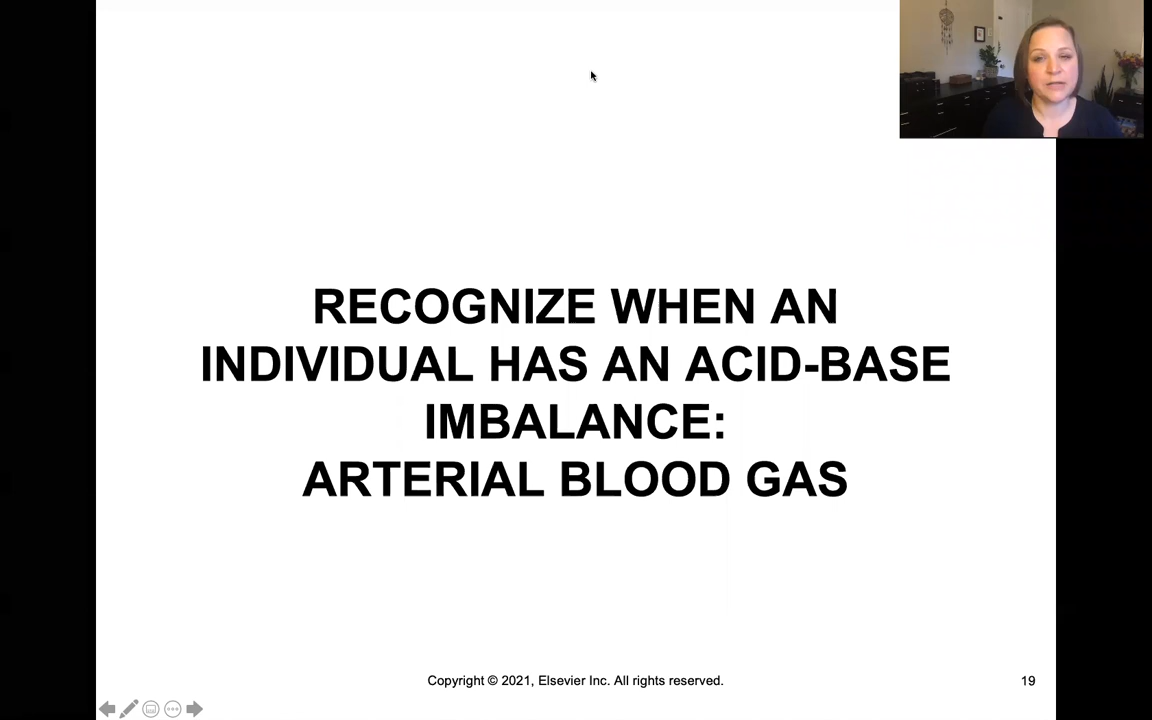 RECOGNIZE WHEN AN
INDIVIDUAL HAS AN ACID-BASE
IMBALANCE:
ARTERIAL BLOOD GAS
Copyright © 2021, Elsevier Inc. All rights reserved.
19